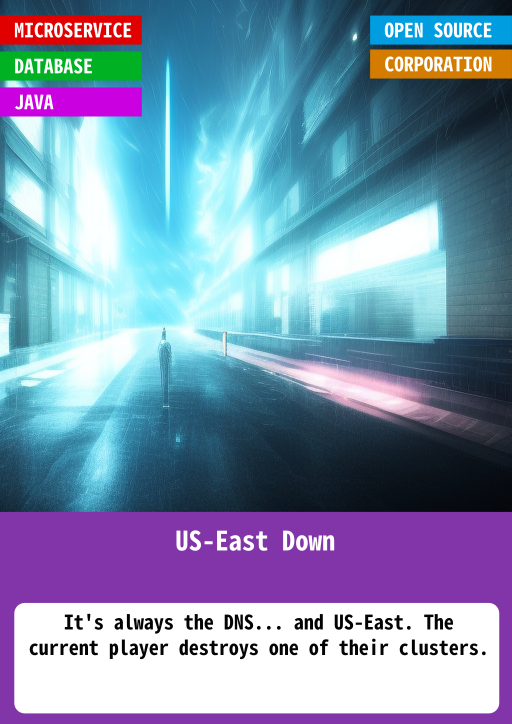 MICROSERVICE
DATABASE
JAVA
OPEN SOURCE
CORPORATION
US-East Down
It's always the DNS... and US-East. The
current player destroys one of their clusters.